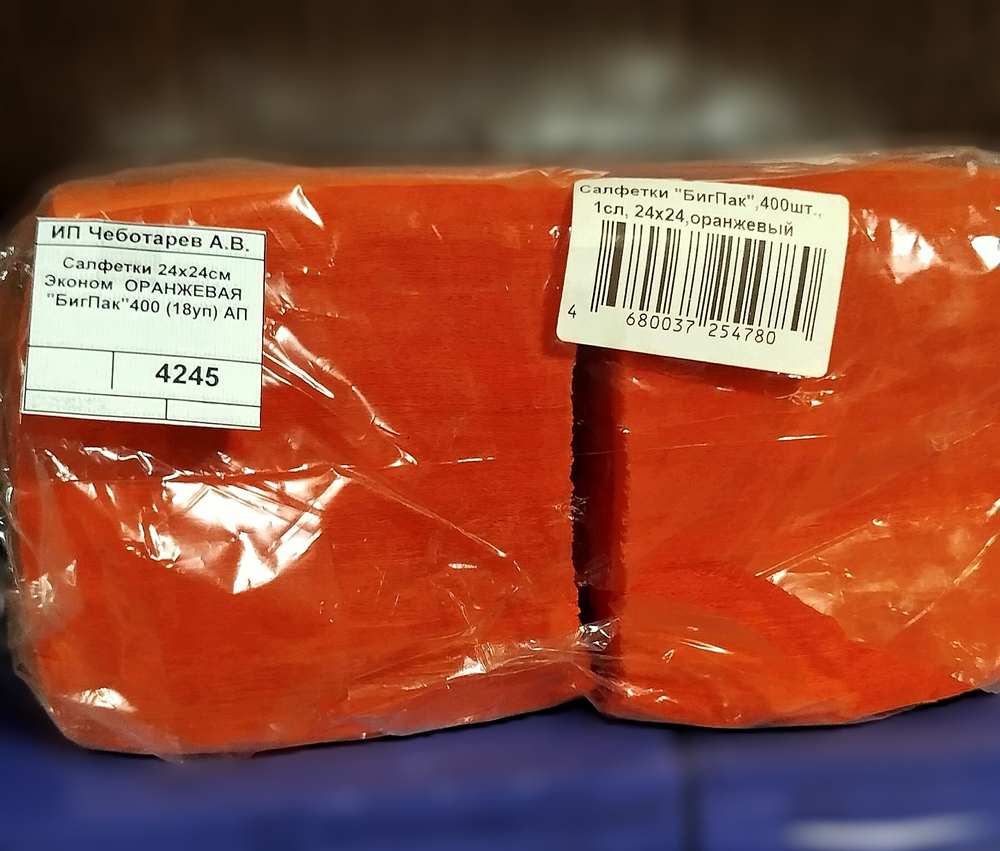 ИП Чеботарев А.В.
Салфетки 24х24см
Эконом ОРАНЖЕВАЯ
"БигПак"400 (18уп) АП
4245
Салфетки "БигПак",400шт.,
1сл, 24х24,оранжевый
4 680037 254780